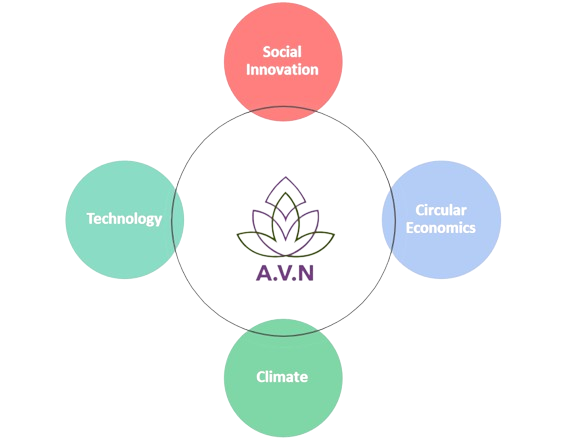 Social
Innovation
Technology
Circular
Economics
A.V.N
Climate